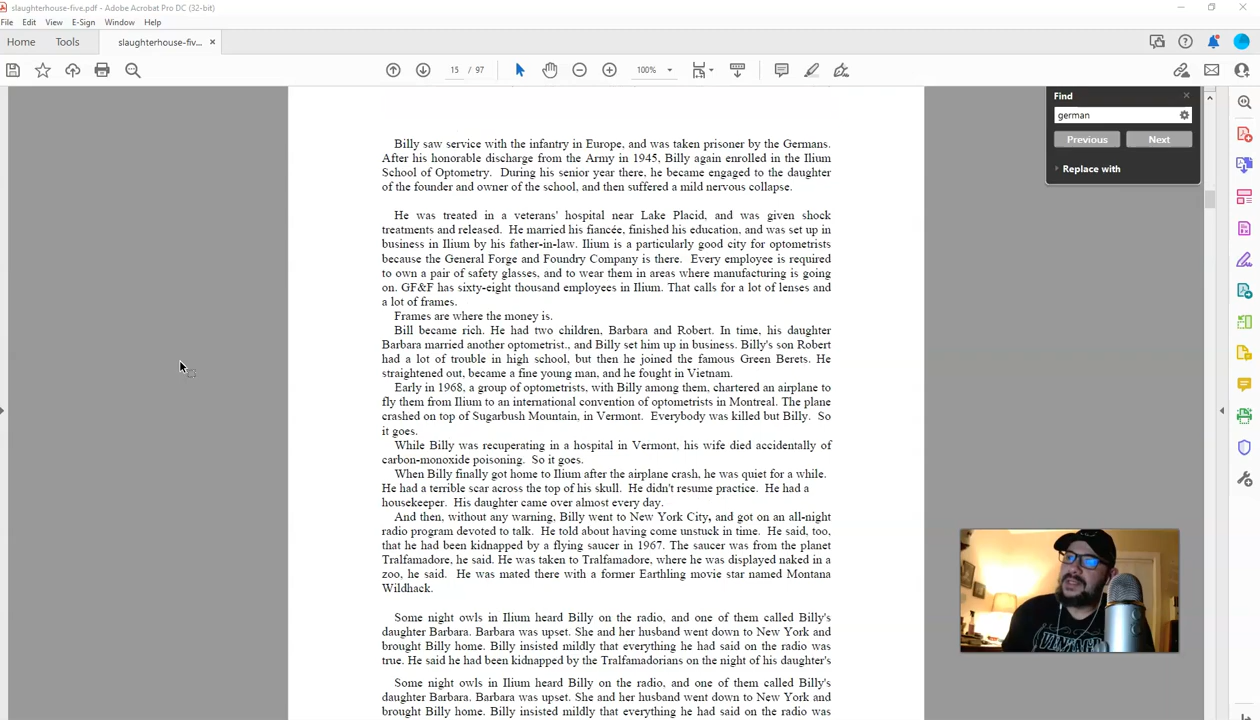 slaughterhouse-five.pdf - Adobe Acrobat Pro DC (32-bit)
File Edit View E-Sign Window Help
Home Tools slaughterhouse-fiv... ×
15 / 97 100%
Find
german
Previous Next
Replace with
Billy saw service with the infantry in Europe, and was taken prisoner by the Germans.
After his honorable discharge from the Army in 1945, Billy again enrolled in the Ilium
School of Optometry. During his senior year there, he became engaged to the daughter
of the founder and owner of the school, and then suffered a mild nervous collapse.
He was treated in a veterans' hospital near Lake Placid, and was given shock
treatments and released. He married his fiancée, finished his education, and was set up in
business in Ilium by his father-in-law. Ilium is a particularly good city for optometrists
because the General Forge and Foundry Company is there. Every employee is required
to own a pair of safety glasses, and to wear them in areas where manufacturing is going
on. GF&F has sixty-eight thousand employees in Ilium. That calls for a lot of lenses and
a lot of frames.
Frames are where the money is.
Bill became rich. He had two children, Barbara and Robert. In time, his daughter
Barbara married another optometrist., and Billy set him up in business. Billy's son Robert
had a lot of trouble in high school, but then he joined the famous Green Berets. He
straightened out, became a fine young man, and he fought in Vietnam.
Early in 1968, a group of optometrists, with Billy among them, chartered an airplane to
fly them from Ilium to an international convention of optometrists in Montreal. The plane
crashed on top of Sugarbush Mountain, in Vermont. Everybody was killed but Billy. So
it goes.
While Billy was recuperating in a hospital in Vermont, his wife died accidentally of
carbon-monoxide poisoning. So it goes.
When Billy finally got home to Ilium after the airplane crash, he was quiet for a while.
He had a terrible scar across the top of his skull. He didn't resume practice. He had a
housekeeper. His daughter came over almost every day.
And then, without any warning, Billy went to New York City, and got on an all-night
radio program devoted to talk. He told about having come unstuck in time. He said, too,
that he had been kidnapped by a flying saucer in 1967. The saucer was from the planet
Tralfamadore, he said. He was taken to Tralfamadore, where he was displayed naked in a
zoo, he said. He was mated there with a former Earthling movie star named Montana
Wildhack.
Some night owls in Ilium heard Billy on the radio, and one of them called Billy's
daughter Barbara. Barbara was upset. She and her husband went down to New York and
brought Billy home. Billy insisted mildly that everything he had said on the radio was
true. He said he had been kidnapped by the Tralfamadorians on the night of his daughter's
Some night owls in Ilium heard Billy on the radio, and one of them called Billy's
daughter Barbara. Barbara was upset. She and her husband went down to New York and
brought Billy home. Billy insisted mildly that everything he had said on the radio was
VINTAGE